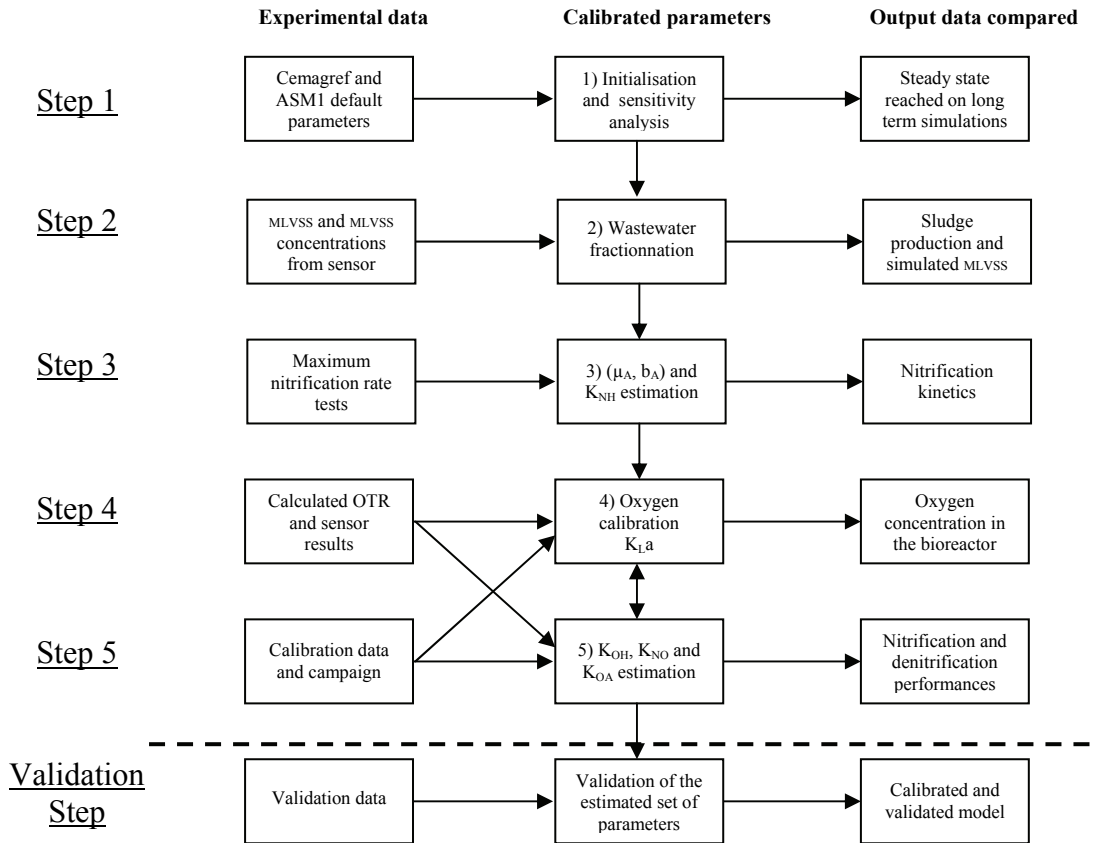 Experimental data
Calibrated parameters
Output data compared
Step 1
Cemagref and
ASM1 default
parameters
1) Initialisation
and sensitivity
analysis
Steady state
reached on long
term simulations
Step 2
MLVSS and MLVSS
concentrations
from sensor
2) Wastewater
fractionnation
Sludge
production and
simulated MLVSS
Step 3
Maximum
nitrification rate
tests
3) (μA, bA) and
KNH estimation
Nitrification
kinetics
Step 4
Calculated OTR
and sensor
results
4) Oxygen
calibration
KLa
Oxygen
concentration in
the bioreactor
Step 5
Calibration data
and campaign
5) KOH, KNO and
KOA estimation
Nitrification and
denitrification
performances
Validation
Step
Validation data
Validation of the
estimated set of
parameters
Calibrated and
validated model